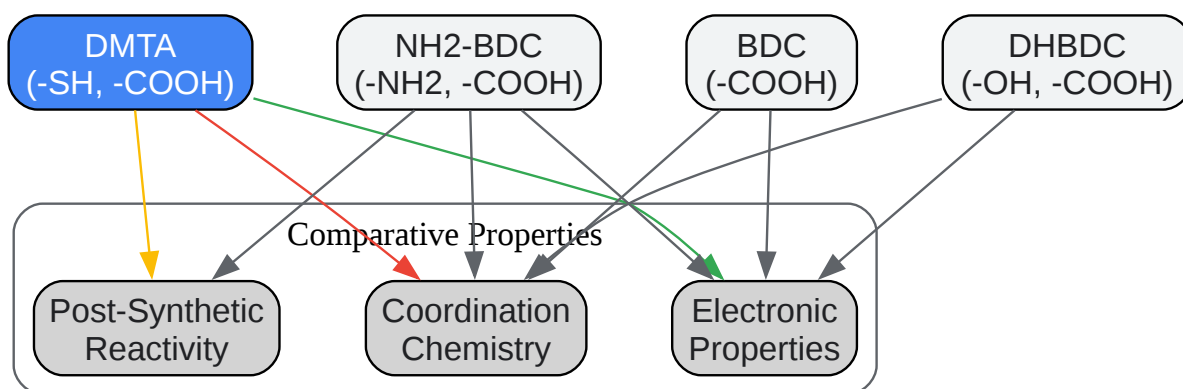 DMTA
(-SH, -COOH)
NH2-BDC
(-NH2, -COOH)
BDC
(-COOH)
DHBDC
(-OH, -COOH)
Comparative Properties
Post-Synthetic
Reactivity
Coordination
Chemistry
Electronic
Properties